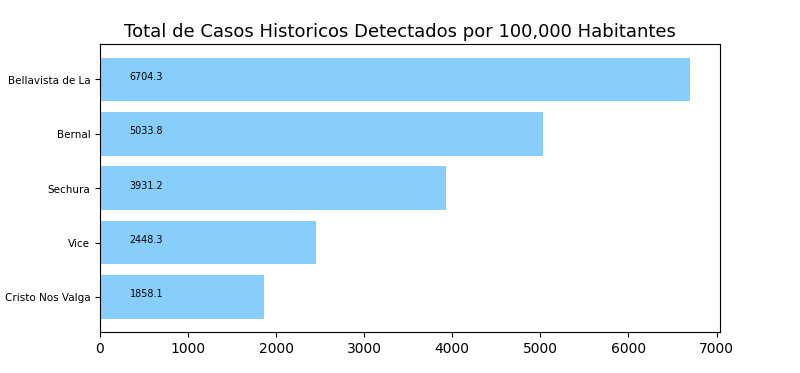 Total de Casos Historicos Detectados por 100,000 Habitantes
Bellavista de La
6704.3
Bernal
5033.8
Sechura
3931.2
Vice
2448.3
Cristo Nos Valga
1858.1
0 1000 2000 3000 4000 5000 6000 7000